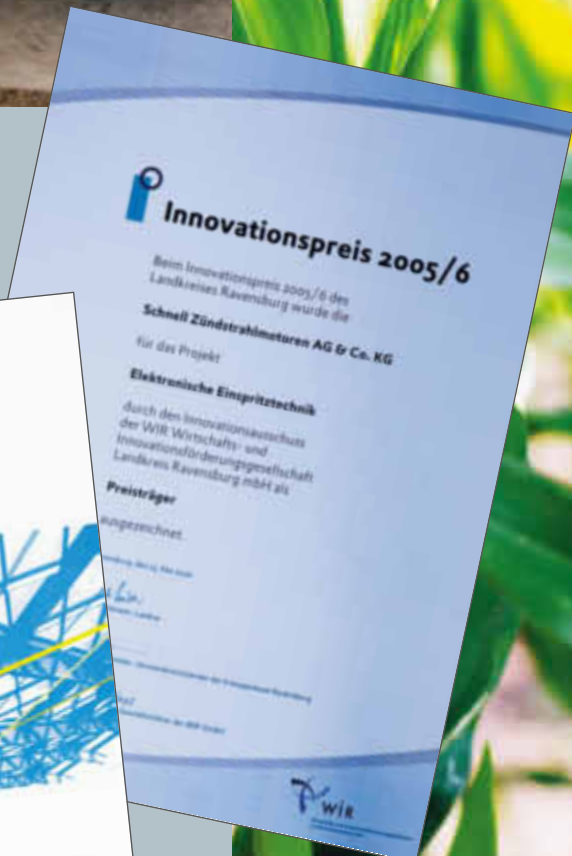 Innovationspreis 2005/6
Beim Innovationspreis 2005/6 des
Landkreises Ravensburg wurde die
Schnell Zündstrahlmotoren AG & Co. KG
für das Projekt
Elektronische Einspritztechnik
durch den Innovationsausschuss
der WIR Wirtschafts- und
Innovationsförderungsgesellschaft
Landkreis Ravensburg mbH als
Preisträger
ausgezeichnet.
WiR